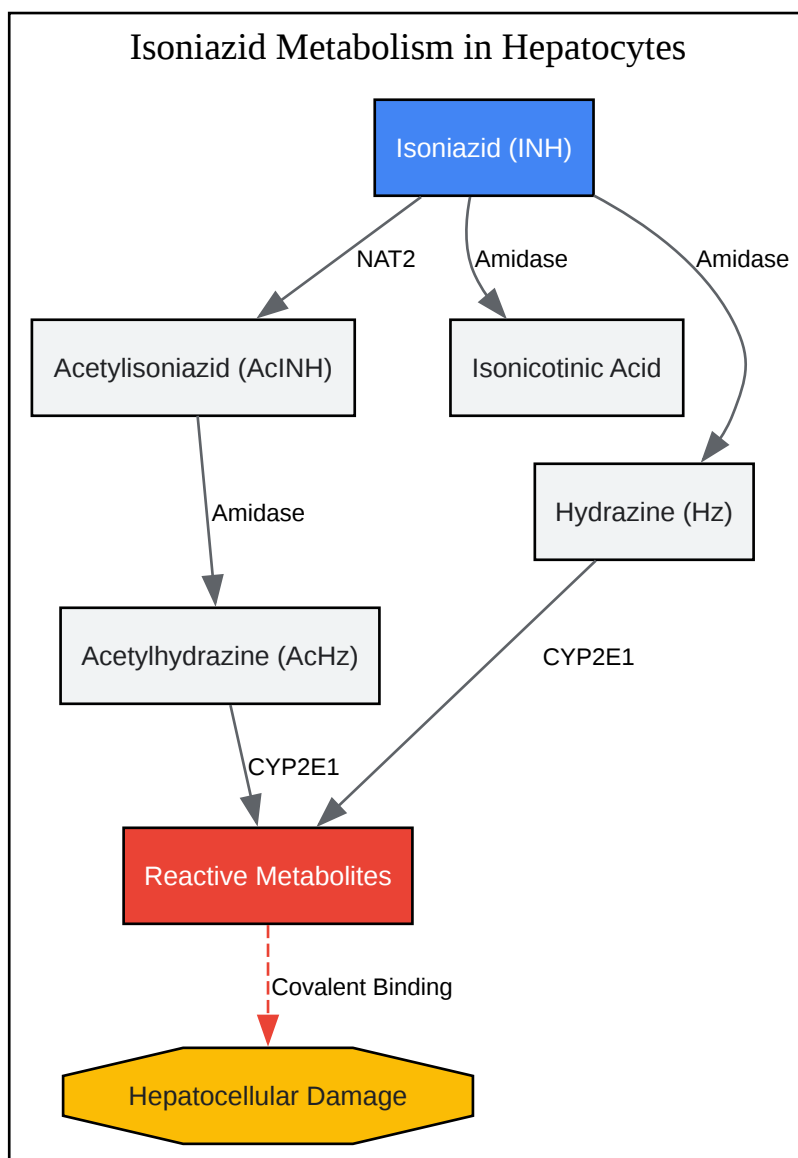 Isoniazid Metabolism in Hepatocytes
Isoniazid (INH)
NAT2
Amidase
Amidase
Acetylisoniazid (AcINH)
Isonicotinic Acid
Amidase
Hydrazine (Hz)
Acetylhydrazine (AcHz)
CYP2E1
CYP2E1
Reactive Metabolites
Covalent Binding
Hepatocellular Damage